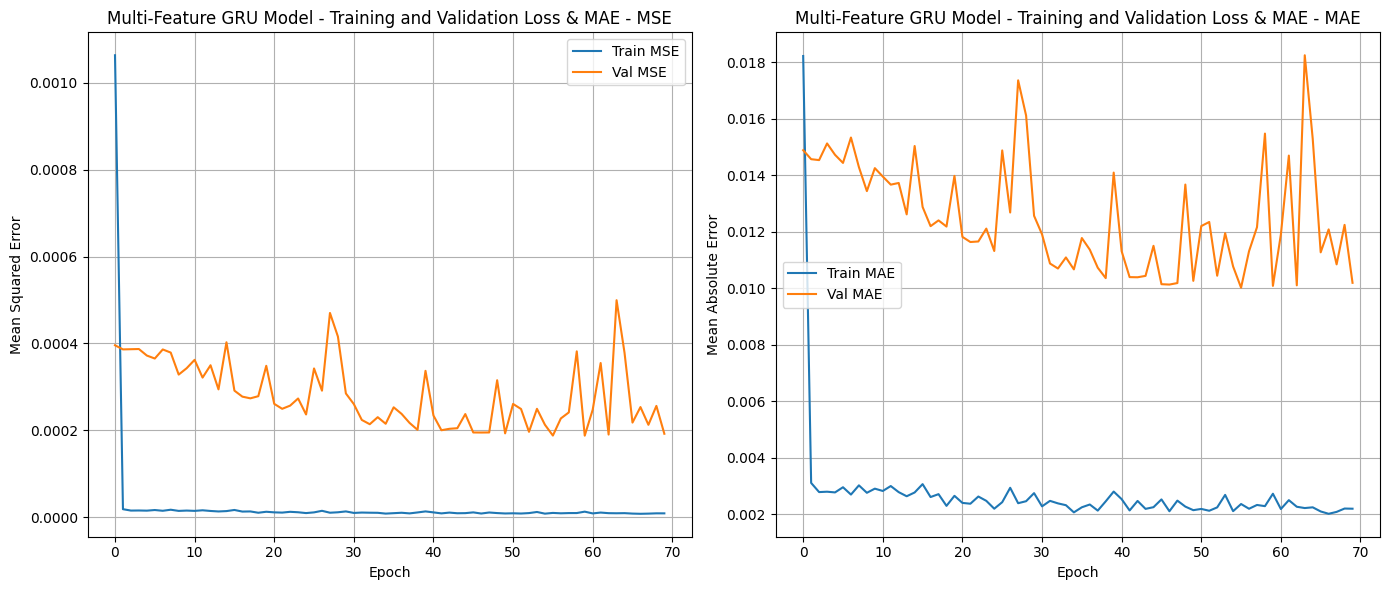 Multi-Feature GRU Model - Training and Validation Loss & MAE - MSE
Train MSE
Val MSE
Mean Squared Error
0.0010
0.0008
0.0006
0.0004
0.0002
0.0000
0 10 20 30 40 50 60 70
Epoch
Multi-Feature GRU Model - Training and Validation Loss & MAE - MAE
Train MAE
Val MAE
Mean Absolute Error
0.018
0.016
0.014
0.012
0.010
0.008
0.006
0.004
0.002
0 10 20 30 40 50 60 70
Epoch